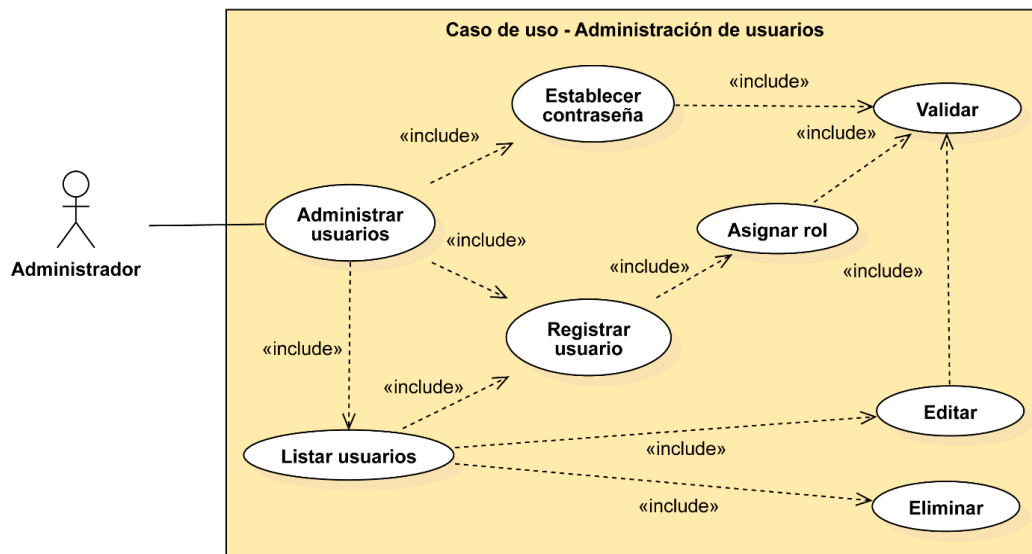 Caso de uso - Administración de usuarios
Establecer
contraseña
«include»
Validar
«include»
«include»
Administrar
usuarios
«include»
Asignar rol
Administrador
«include»
«include»
Registrar
usuario
«include»
«include»
Editar
Listar usuarios
«include»
«include»
Eliminar